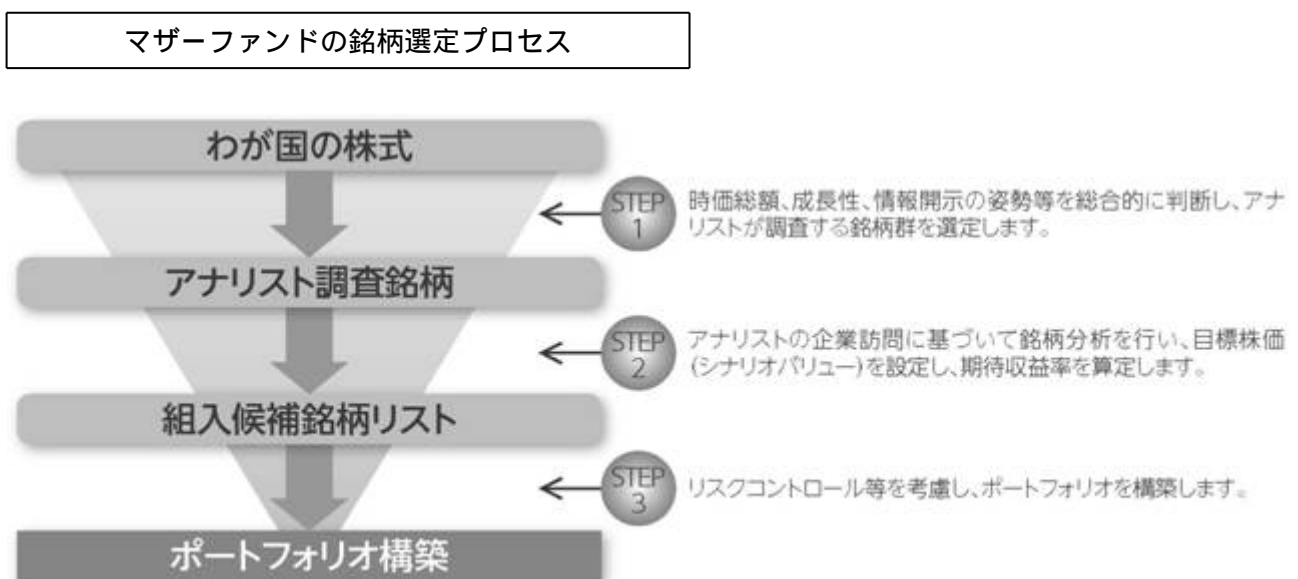 マザーファンドの銘柄選定プロセス
わが国の株式
STEP
1
時価総額、成長性、情報開示の姿勢等を総合的に判断し、アナ
リストが調査する銘柄群を選定します。
アナリスト調査銘柄
STEP
2
アナリストの企業訪問に基づいて銘柄分析を行い、目標株価
(シナリオバリュー)を設定し、期待収益率を算定します。
組入候補銘柄リスト
STEP
3
リスクコントロール等を考慮し、ポートフォリオを構築します。
ポートフォリオ構築